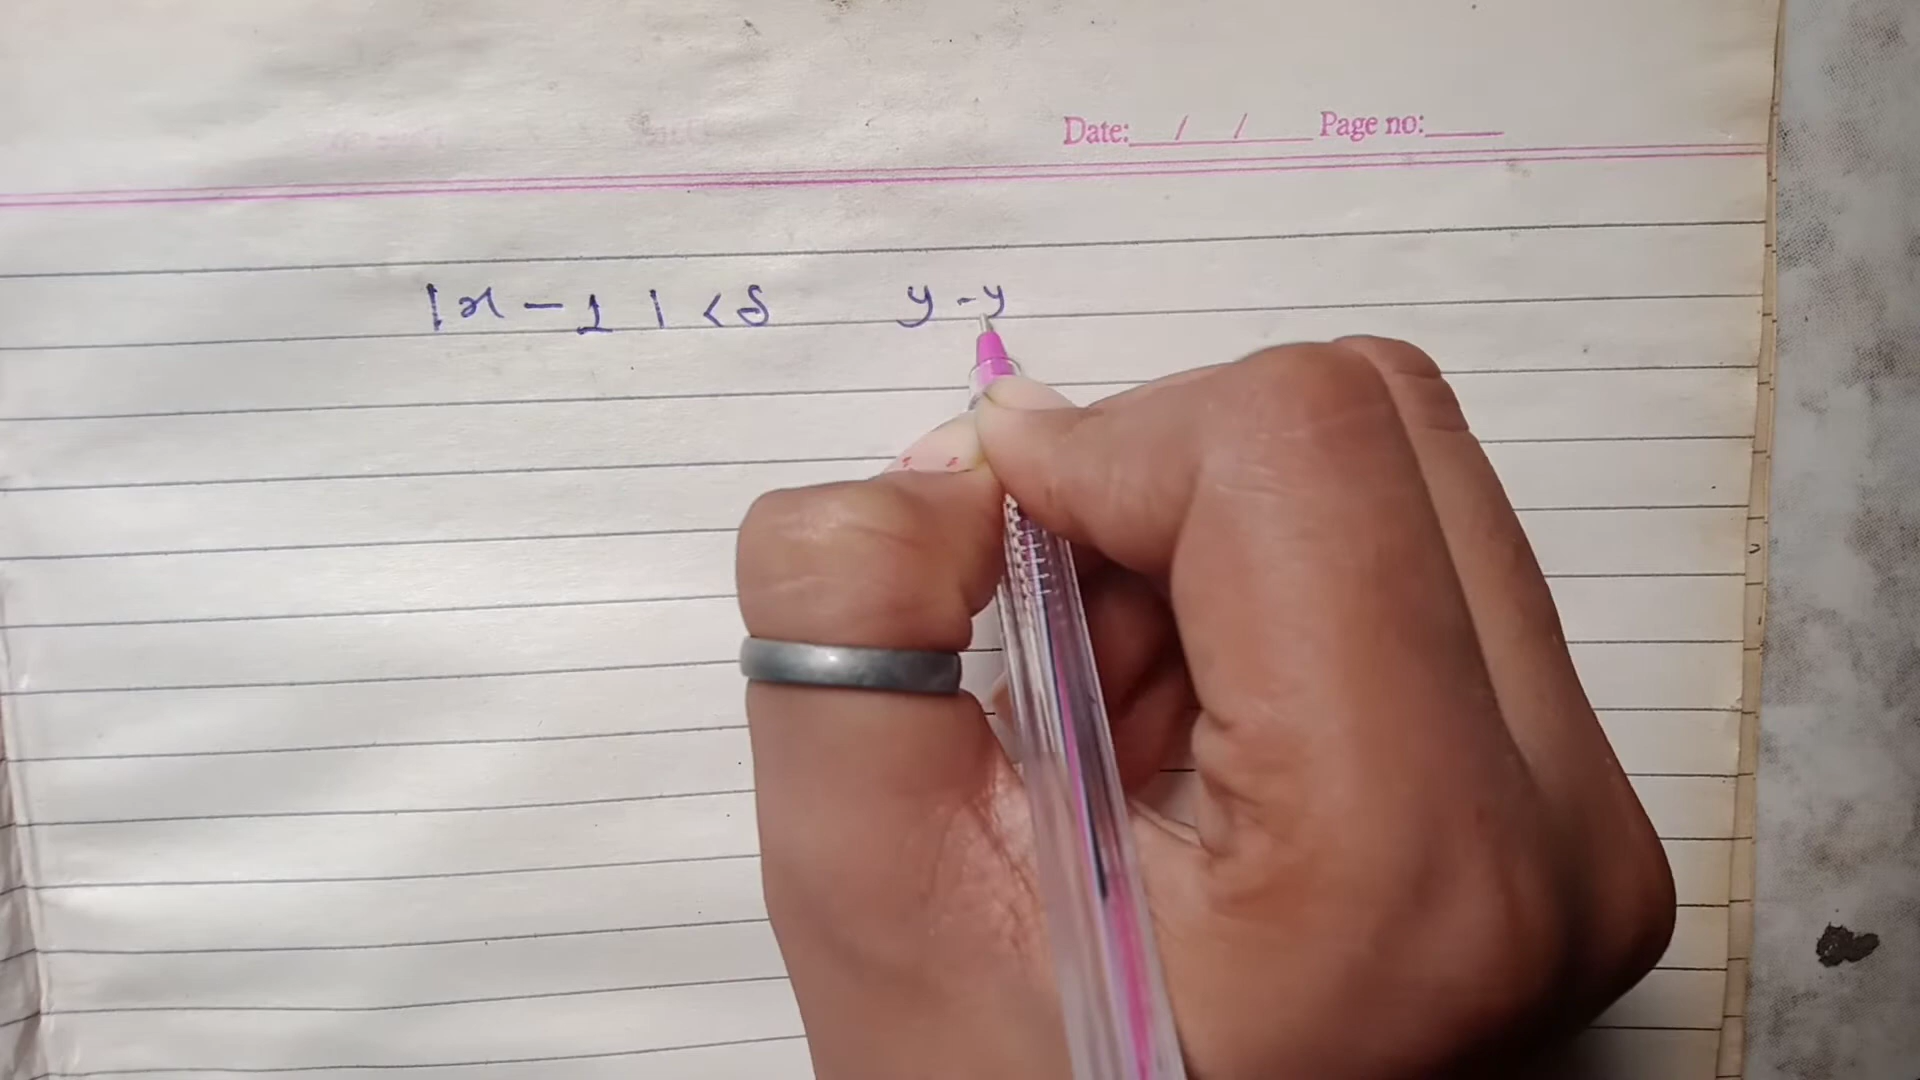 Date: / / Page no:
|x - 1| < δ y - y